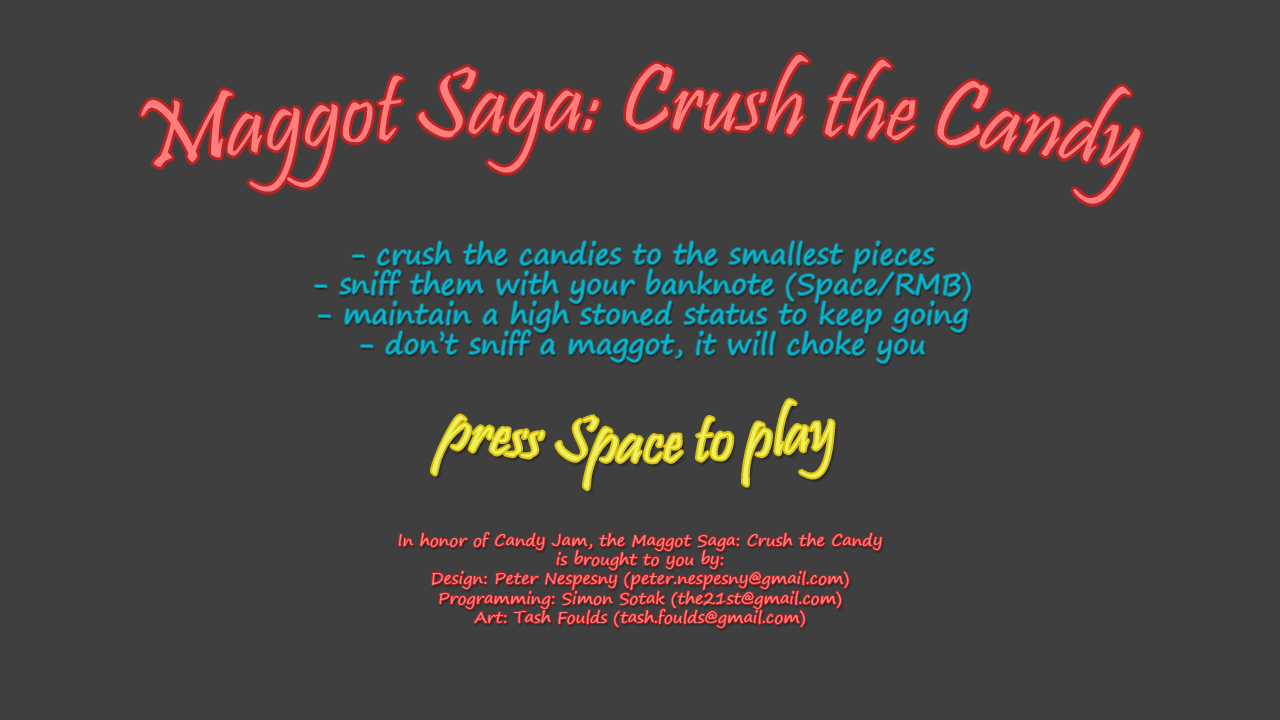 Maggot Saga: Crush the Candy
- crush the candies to the smallest pieces
- sniff them with your banknote (Space/RMB)
- maintain a high stoned status to keep going
- don't sniff a maggot, it will choke you
press Space to play
In honor of Candy Jam, the Maggot Saga: Crush the Candy
is brought to you by:
Design: Peter Nespesny (peter.nespesny@gmail.com)
Programming: Simon Sotak (the21st@gmail.com)
Art: Tash Foulds (tash.foulds@gmail.com)